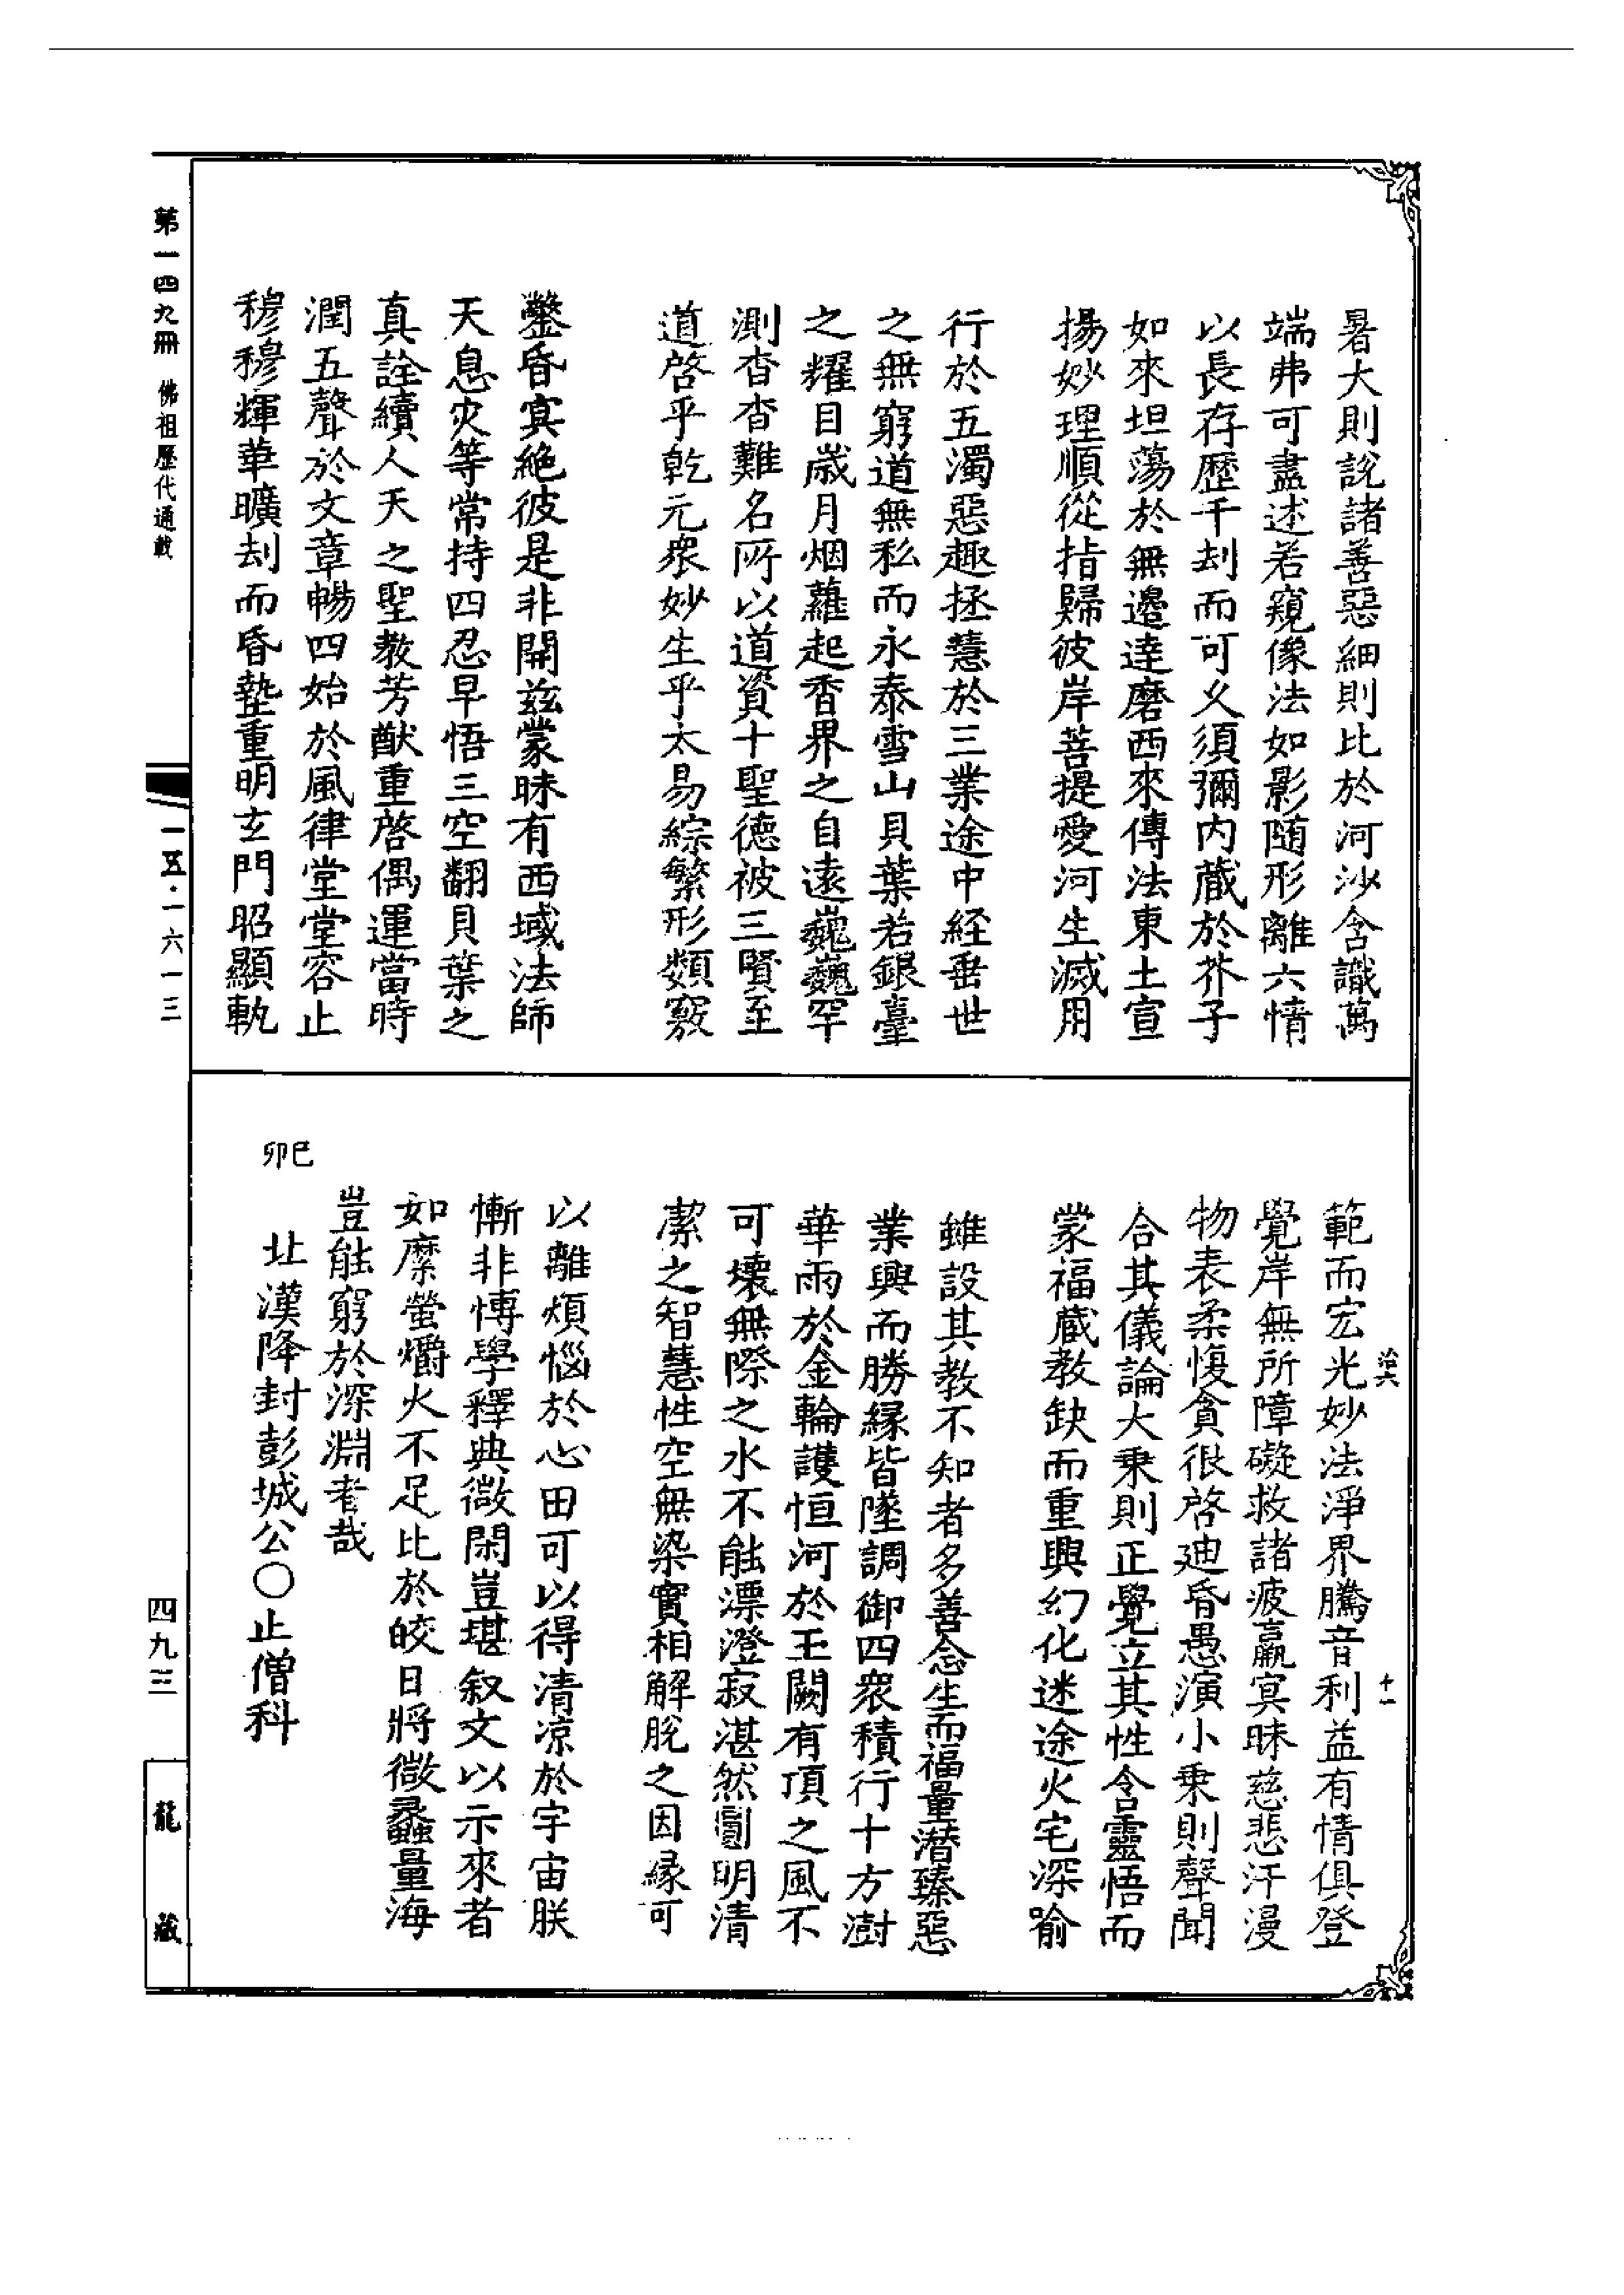 暑大則說諸善惡細則比於河沙含識萬
端弗可盡述若窺像法如影隨形離六情
以長存歷千刦而可久須彌內藏於芥子
如來坦蕩於無邊達磨西來傳法東土宣
揚妙理順從指歸彼岸菩提愛河生滅用
行於五濁惡趣拯慧於三業途中經垂世
之無窮道無私而永泰雪山貝葉若銀臺
之耀目歲月烟蘿起香界之自遠巍巍罕
測杳杳難名所以道資十聖德被三賢至
道啓乎乾元衆妙生乎太易綜繁形類竅
鑿昏冥絶彼是非開茲蒙昧有西域法師
天息灾等常持四忍早悟三空翻貝葉之
真詮續人天之聖教芳猷重啓偶運當時
潤五聲於文章暢四始於風律堂堂容止
穆穆輝華曠刦而昏墊重明玄門昭顯軌
範而宏光妙法淨界騰音利益有情俱登
覺岸無所障礙救諸疲羸冥昧慈悲汗漫
物表柔愎貪很啓迪昏愚演小乘則聲聞
合其儀論大乘則正覺立其性含靈悟而
蒙福藏教缺而重興幻化迷途火宅深喻
雖設其教不知者多善念生而福量潛臻惡
業興而勝縁皆墜調御四衆積行十方澍
華雨於金輪護恒河於王闕有頂之風不
可壞無際之水不能漂澄寂湛然圓明清
潔之智慧性空無染實相解脫之因縁可
以離煩惱於心田可以得清凉於宇宙朕
慚非博學釋典微閑豈堪叙文以示來者
如縻螢爝火不足比於皎日將微蠡量海
豈能窮於深淵者哉
巳卯
北漢降封彭城公〇止僧科
治六
十一
第一四九冊 佛祖歷代通載
一五·一六一三
四九三
龍藏